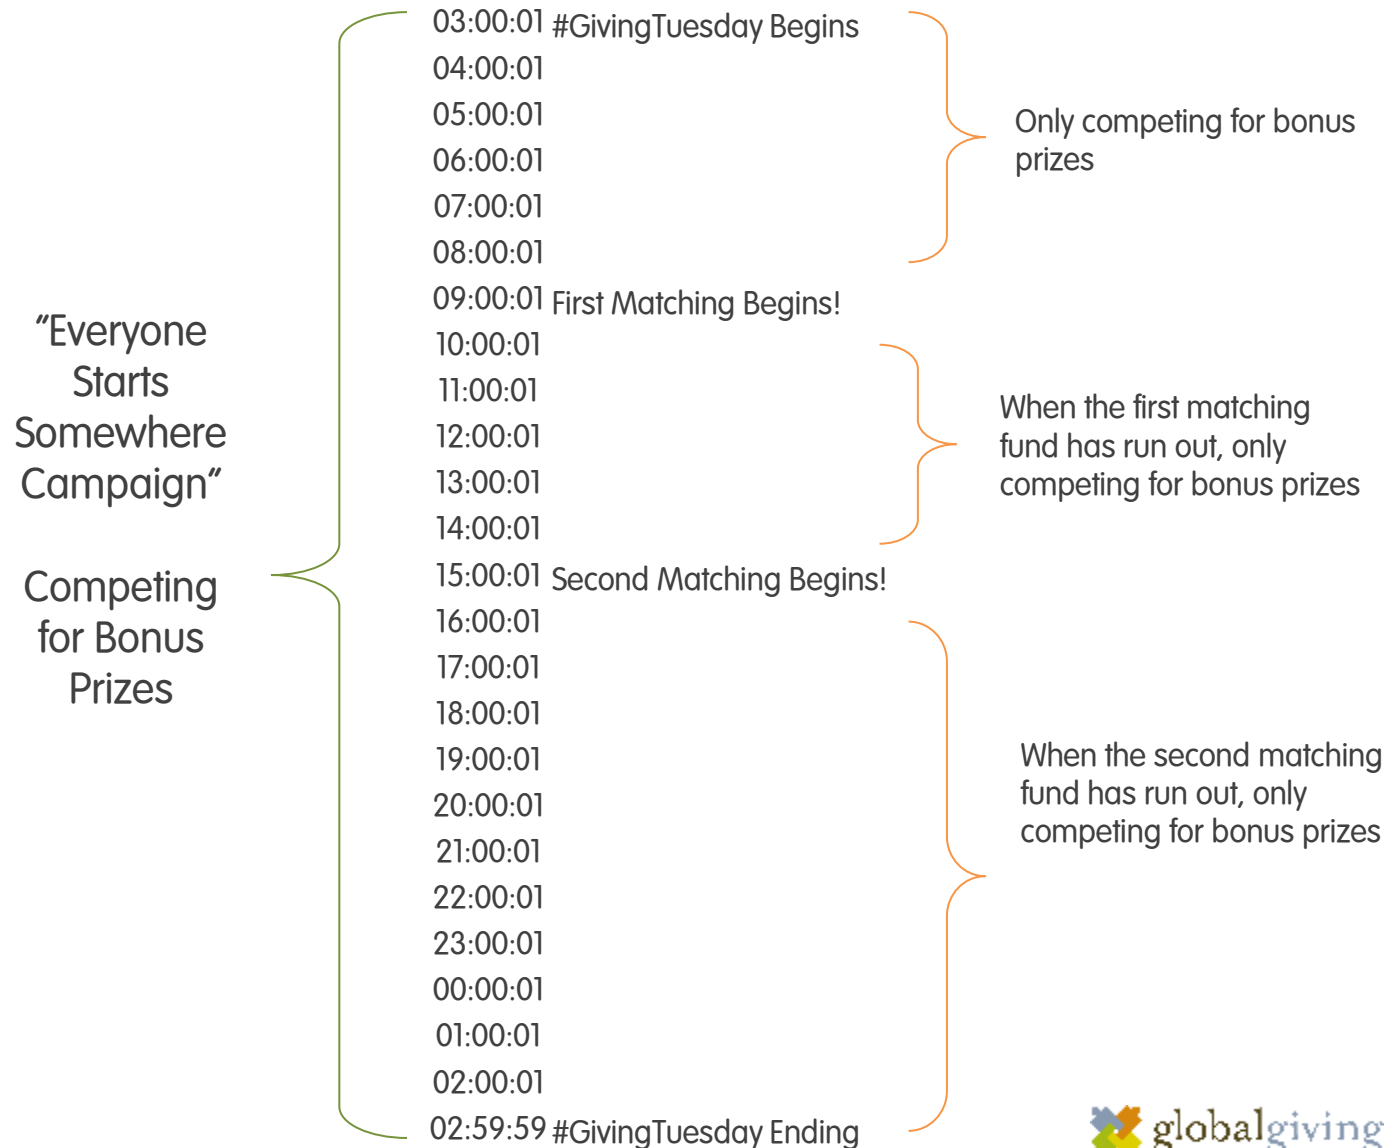 "Everyone
Starts
Somewhere
Campaign"
Competing
for Bonus
Prizes
03:00:01 #GivingTuesday Begins
04:00:01
05:00:01
06:00:01
07:00:01
08:00:01
09:00:01 First Matching Begins!
10:00:01
11:00:01
12:00:01
13:00:01
14:00:01
15:00:01 Second Matching Begins!
16:00:01
17:00:01
18:00:01
19:00:01
20:00:01
21:00:01
22:00:01
23:00:01
00:00:01
01:00:01
02:00:01
02:59:59 #GivingTuesday Ending
Only competing for bonus
prizes
When the first matching
fund has run out, only
competing for bonus prizes
When the second matching
fund has run out, only
competing for bonus prizes
globalgiving